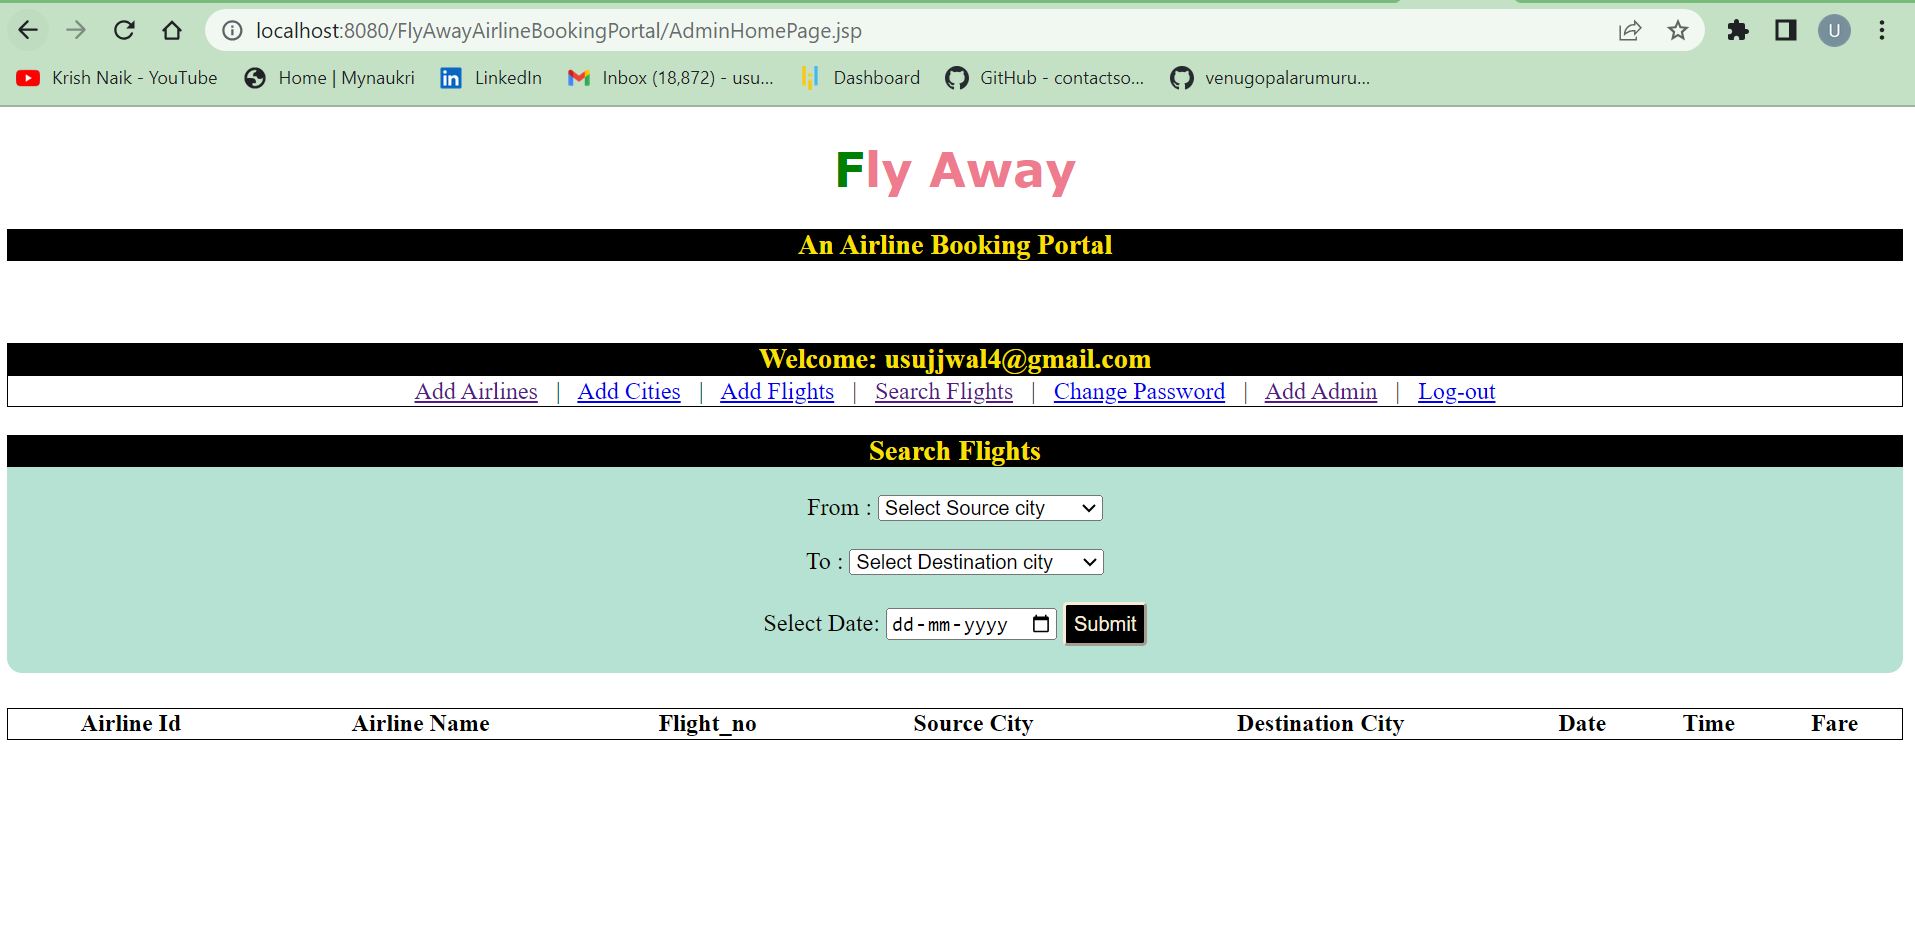 localhost:8080/FlyAwayAirlineBookingPortal/AdminHomePage.jsp
U
Krish Naik - YouTube Home | Mynaukri LinkedIn Inbox (18,872) - usu... Dashboard GitHub - contactso... venugopalarumuru...
Fly Away
An Airline Booking Portal
Welcome: usujjwal4@gmail.com
Add Airlines | Add Cities | Add Flights | Search Flights | Change Password | Add Admin | Log-out
Search Flights
From : Select Source city
To : Select Destination city
Select Date: dd-mm-yyyy Submit
Airline Id Airline Name Flight_no Source City Destination City Date Time Fare